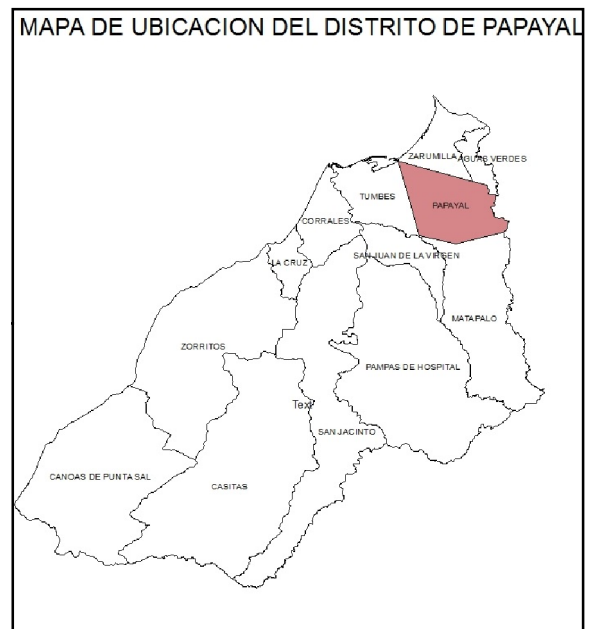 MAPA DE UBICACION DEL DISTRITO DE PAPAYAL
ZARUMILLA
AGUAS VERDES
TUMBES
PAPAYAL
CORRALES
SAN JUAN DE LA VIRGEN
LA CRUZ
MATAPALO
ZORRITOS
PAMPAS DE HOSPITAL
Text
SAN JACINTO
CANOAS DE PUNTA SAL
CASITAS